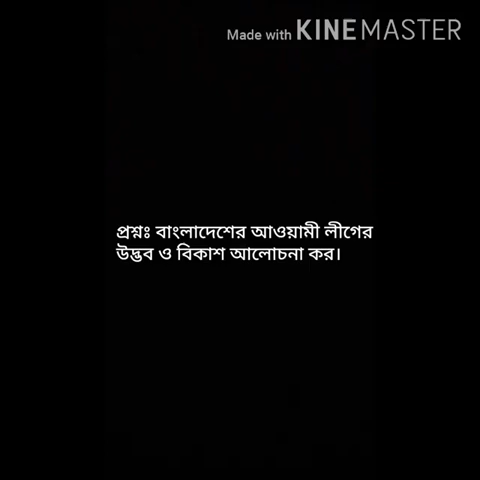 Made with KINEMASTER
প্রশ্নঃ বাংলাদেশের আওয়ামী লীগের
উদ্ভব ও বিকাশ আলোচনা কর।